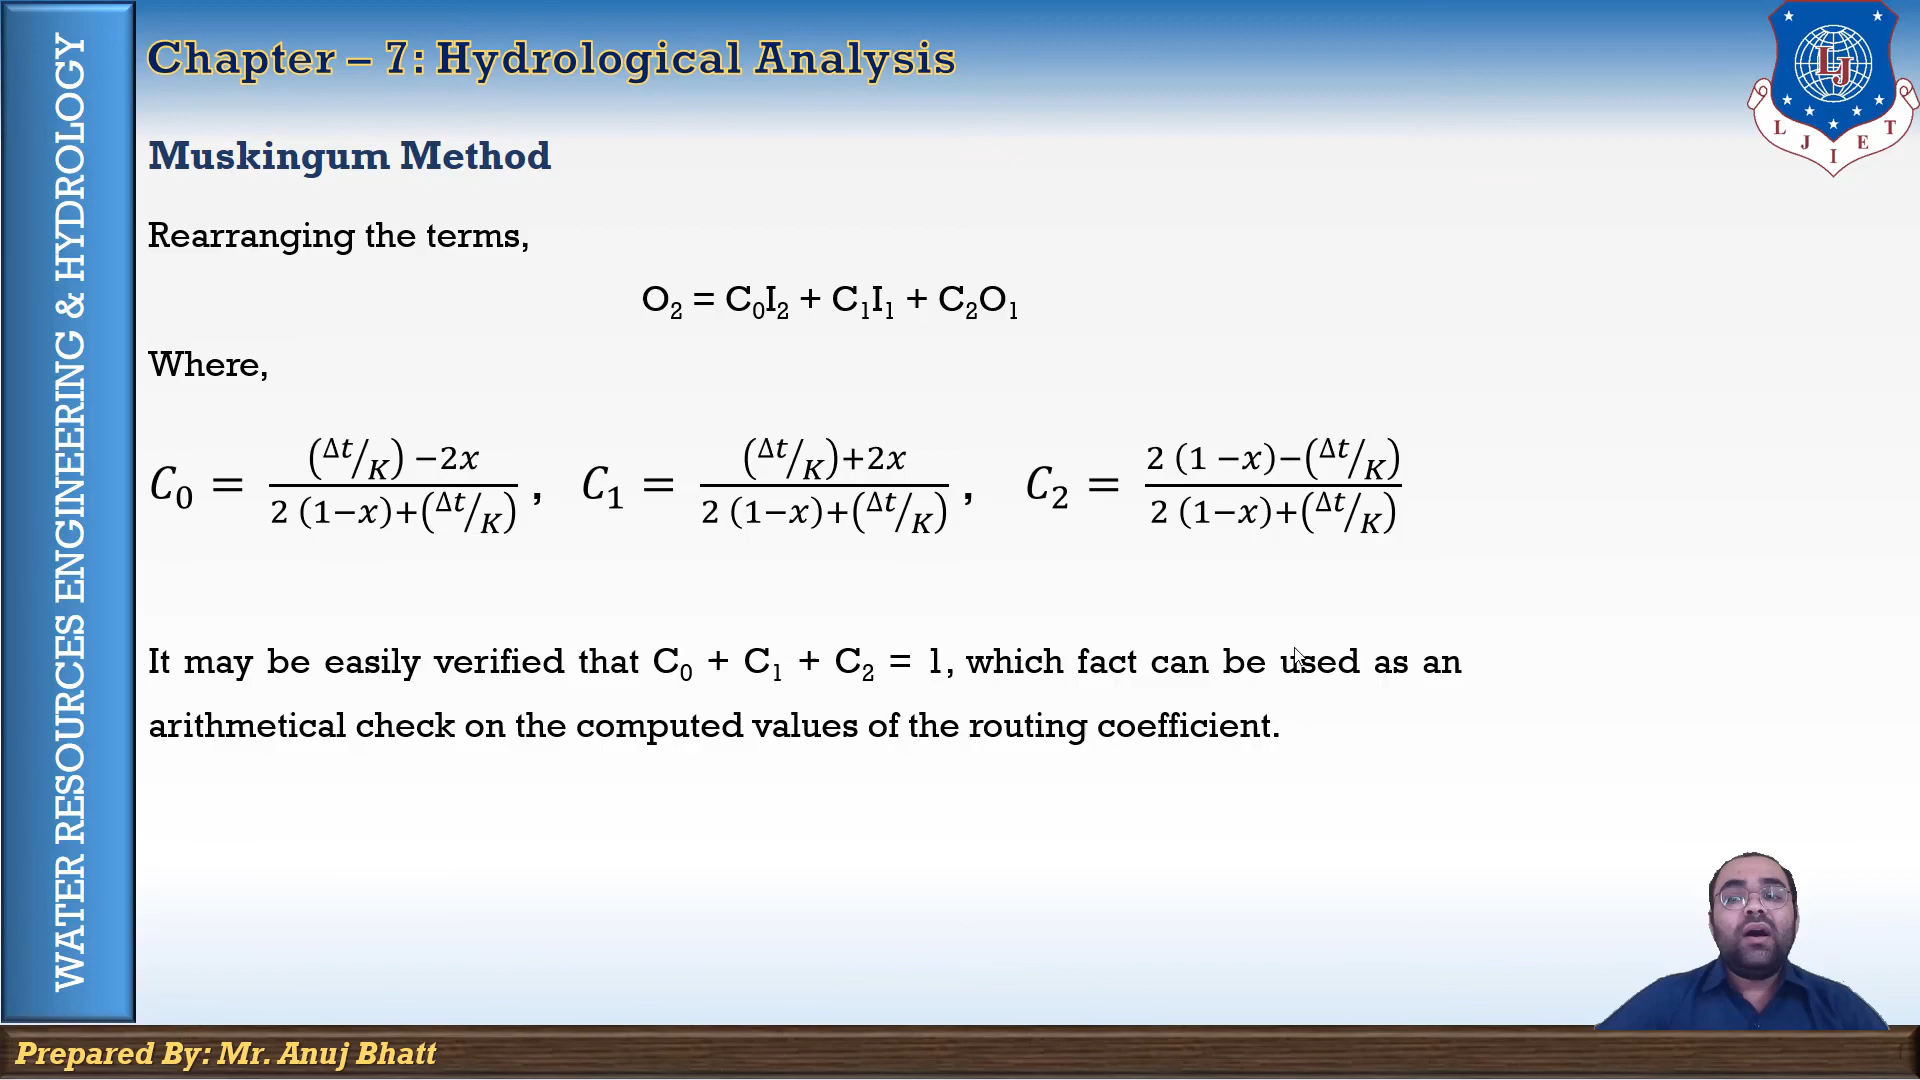 WATER RESOURCES ENGINEERING & HYDROLOGY
Chapter – 7: Hydrological Analysis
LJ
L J I E T
Muskingum Method
Rearranging the terms,
O₂ = C₀I₂ + C₁I₁ + C₂O₁
Where,
C₀ = ((Δt/K) −2x) / (2 (1−x)+(Δt/K)) , C₁ = ((Δt/K)+2x) / (2 (1−x)+(Δt/K)) , C₂ = (2 (1 −x)−(Δt/K)) / (2 (1−x)+(Δt/K))
It may be easily verified that C₀ + C₁ + C₂ = 1, which fact can be used as an
arithmetical check on the computed values of the routing coefficient.
Prepared By: Mr. Anuj Bhatt